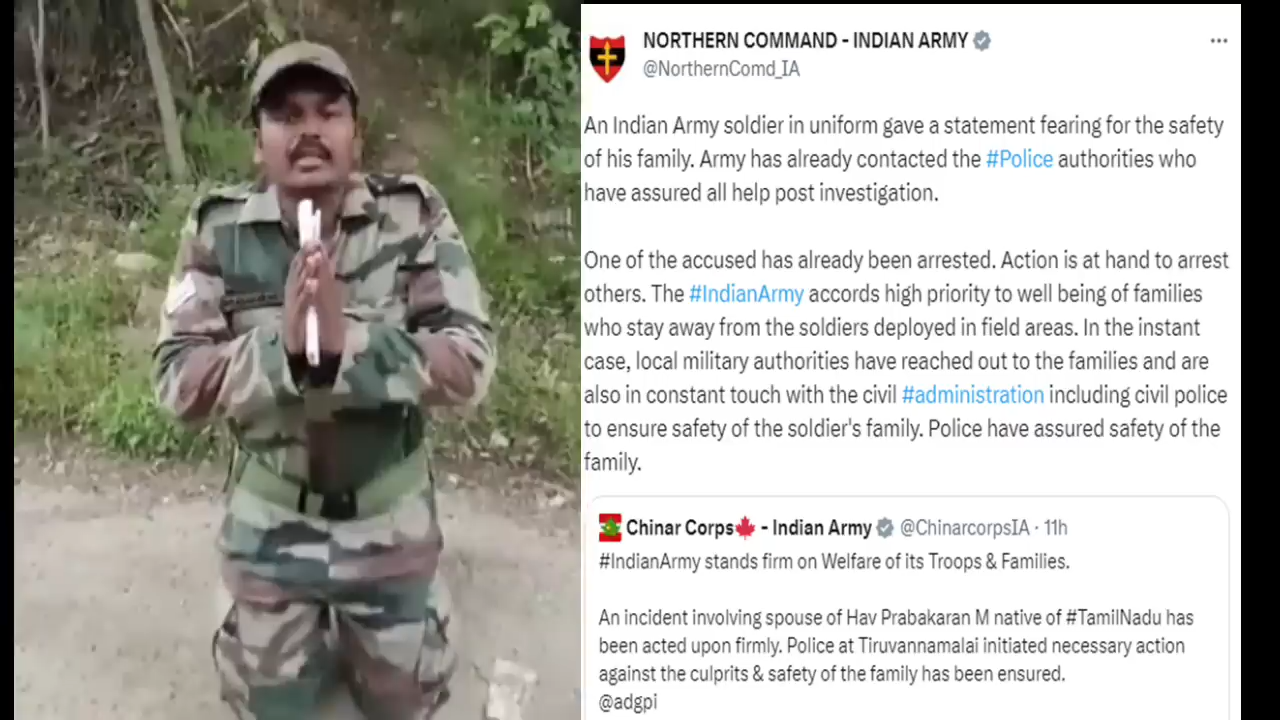 NORTHERN COMMAND - INDIAN ARMY
@NorthernComd_IA
An Indian Army soldier in uniform gave a statement fearing for the safety
of his family. Army has already contacted the #Police authorities who
have assured all help post investigation.
One of the accused has already been arrested. Action is at hand to arrest
others. The #IndianArmy accords high priority to well being of families
who stay away from the soldiers deployed in field areas. In the instant
case, local military authorities have reached out to the families and are
also in constant touch with the civil #administration including civil police
to ensure safety of the soldier's family. Police have assured safety of the
family.
Chinar Corps🍁 - Indian Army @ChinarcorpsIA · 11h
#IndianArmy stands firm on Welfare of its Troops & Families.
An incident involving spouse of Hav Prabakaran M native of #TamilNadu has
been acted upon firmly. Police at Tiruvannamalai initiated necessary action
against the culprits & safety of the family has been ensured.
@adgpi